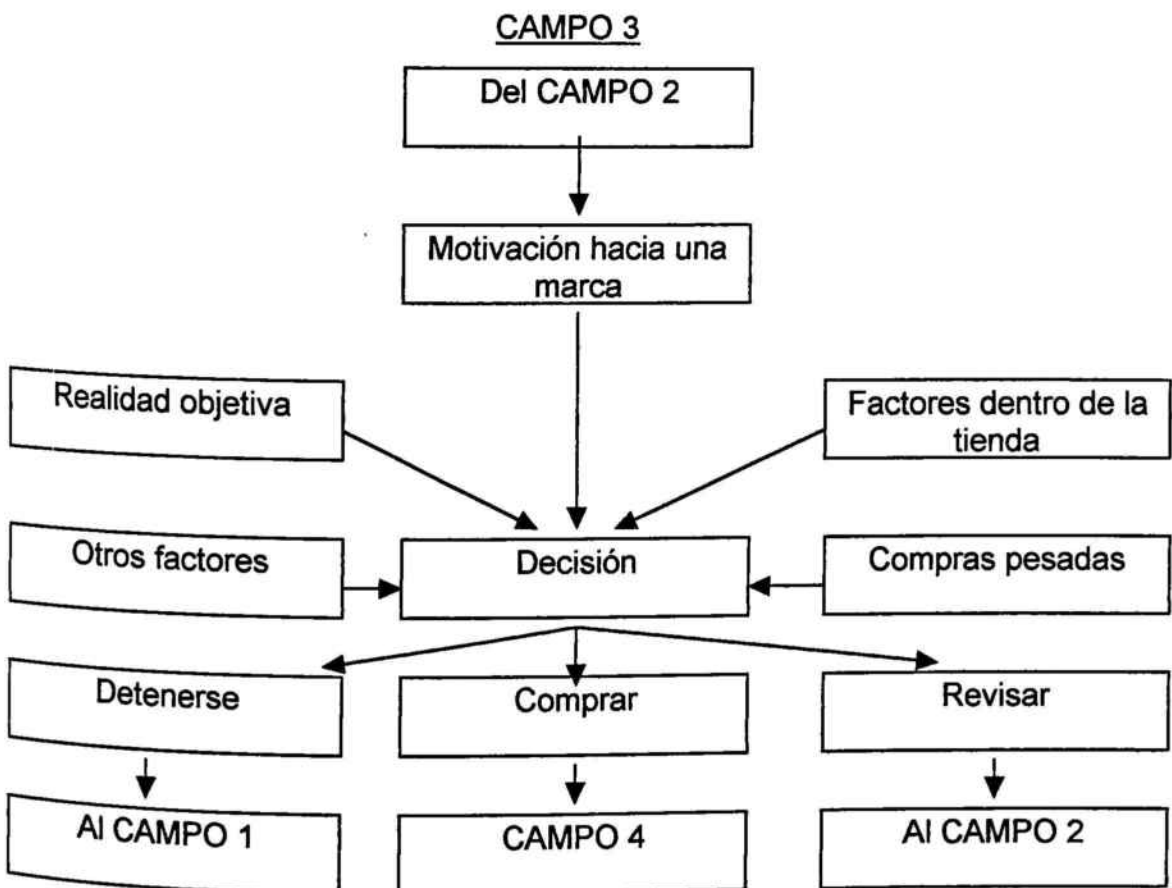 CAMPO 3
Del CAMPO 2
Motivación hacia una
marca
Realidad objetiva
Factores dentro de la
tienda
Otros factores
Decisión
Compras pesadas
Detenerse
Comprar
Revisar
Al CAMPO 1
CAMPO 4
Al CAMPO 2